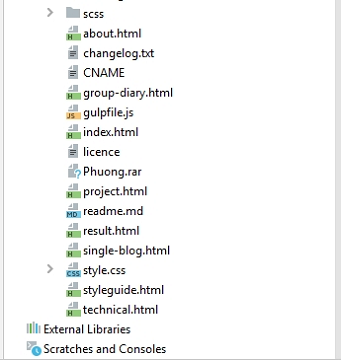 scss
about.html
changelog.txt
CNAME
group-diary.html
gulpfile.js
index.html
licence
Phuong.rar
project.html
readme.md
result.html
single-blog.html
style.css
styleguide.html
technical.html
External Libraries
Scratches and Consoles